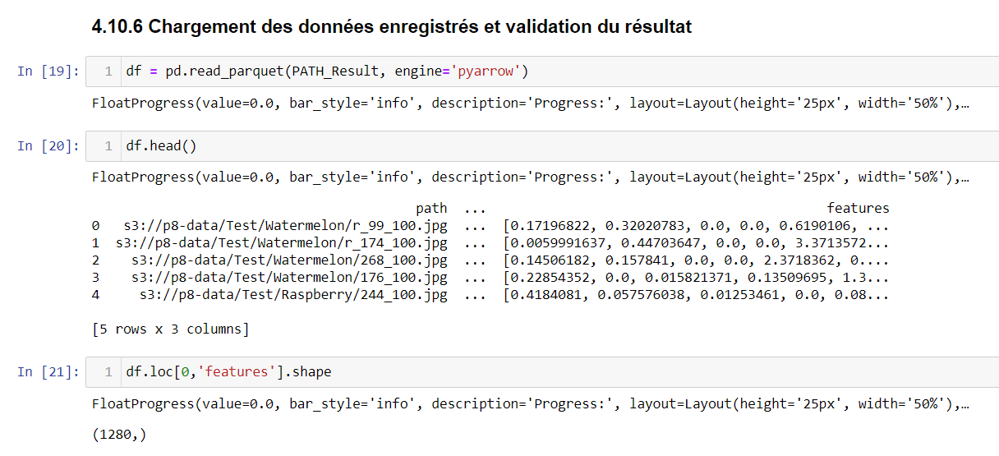 4.10.6 Chargement des données enregistrés et validation du résultat
In [19]: 1 df = pd.read_parquet(PATH_Result, engine='pyarrow')
FloatProgress(value=0.0, bar_style='info', description='Progress:', layout=Layout(height='25px', width='50%'),…
In [20]: 1 df.head()
FloatProgress(value=0.0, bar_style='info', description='Progress:', layout=Layout(height='25px', width='50%'),…
path ... features
0 s3://p8-data/Test/Watermelon/r_99_100.jpg ... [0.17196822, 0.32020783, 0.0, 0.0, 0.6190106, ...
1 s3://p8-data/Test/Watermelon/r_174_100.jpg ... [0.0059991637, 0.44703647, 0.0, 0.0, 3.3713572...
2 s3://p8-data/Test/Watermelon/268_100.jpg ... [0.14506182, 0.157841, 0.0, 0.0, 2.3718362, 0....
3 s3://p8-data/Test/Watermelon/176_100.jpg ... [0.22854352, 0.0, 0.015821371, 0.13509695, 1.3...
4 s3://p8-data/Test/Raspberry/244_100.jpg ... [0.4184081, 0.057576038, 0.01253461, 0.0, 0.08...
[5 rows x 3 columns]
In [21]: 1 df.loc[0,'features'].shape
FloatProgress(value=0.0, bar_style='info', description='Progress:', layout=Layout(height='25px', width='50%'),…
(1280,)